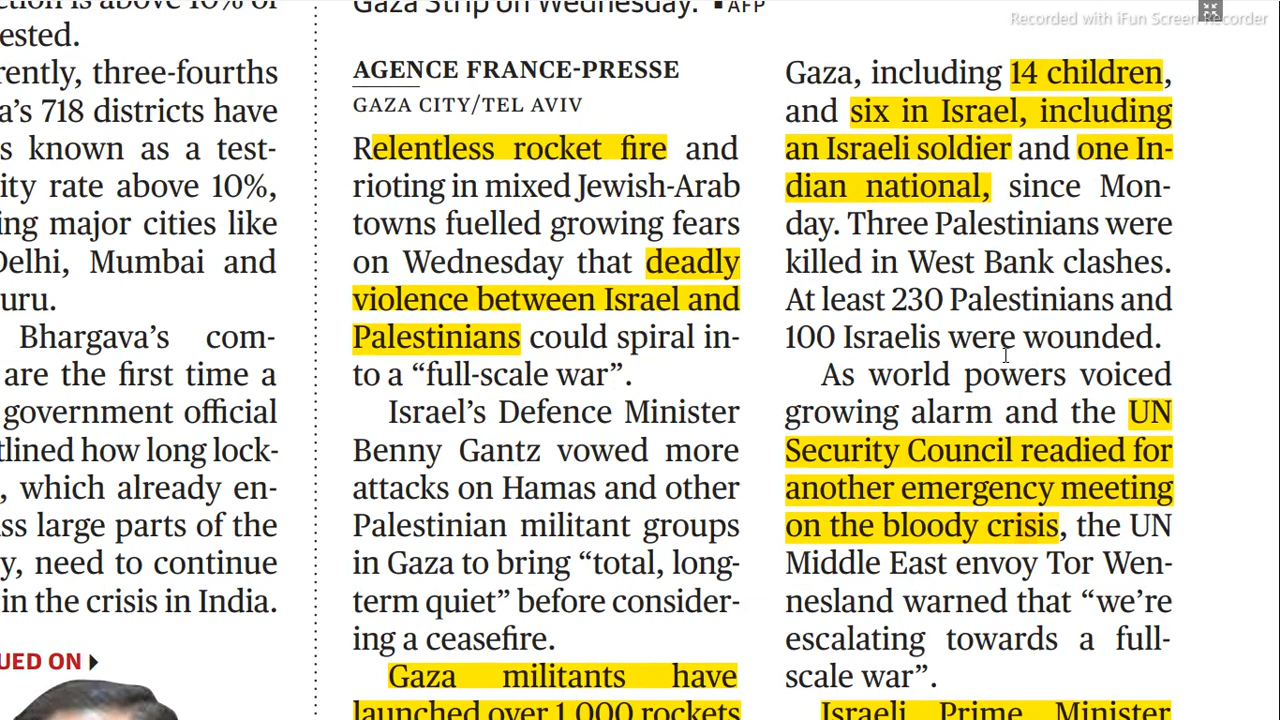 ction is above 10% of
ested.
rently, three-fourths
a's 718 districts have
s known as a test-
ity rate above 10%,
ing major cities like
Delhi, Mumbai and
uru.
Bhargava's com-
are the first time a
government official
tlined how long lock-
, which already en-
ss large parts of the
y, need to continue
in the crisis in India.
UED ON
Gaza Strip on Wednesday. ■ AFP
AGENCE FRANCE-PRESSE
GAZA CITY/TEL AVIV
Relentless rocket fire and
rioting in mixed Jewish-Arab
towns fuelled growing fears
on Wednesday that deadly
violence between Israel and
Palestinians could spiral in-
to a “full-scale war”.
Israel's Defence Minister
Benny Gantz vowed more
attacks on Hamas and other
Palestinian militant groups
in Gaza to bring “total, long-
term quiet” before consider-
ing a ceasefire.
Gaza militants have
launched over 1,000 rockets
Gaza, including 14 children,
and six in Israel, including
an Israeli soldier and one In-
dian national, since Mon-
day. Three Palestinians were
killed in West Bank clashes.
At least 230 Palestinians and
100 Israelis were wounded.
As world powers voiced
growing alarm and the UN
Security Council readied for
another emergency meeting
on the bloody crisis, the UN
Middle East envoy Tor Wen-
nesland warned that “we're
escalating towards a full-
scale war”.
Israeli Prime Minister
Recorded with iFun Screen Recorder